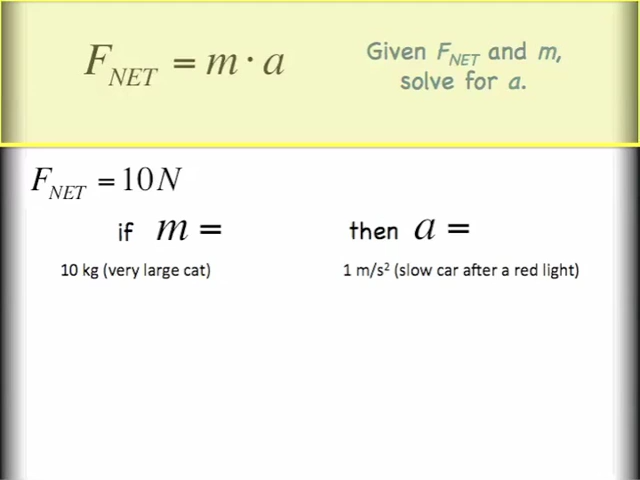 F_NET = m · a
Given F_NET and m,
solve for a.
F_NET = 10 N
if m = then a =
10 kg (very large cat) 1 m/s² (slow car after a red light)